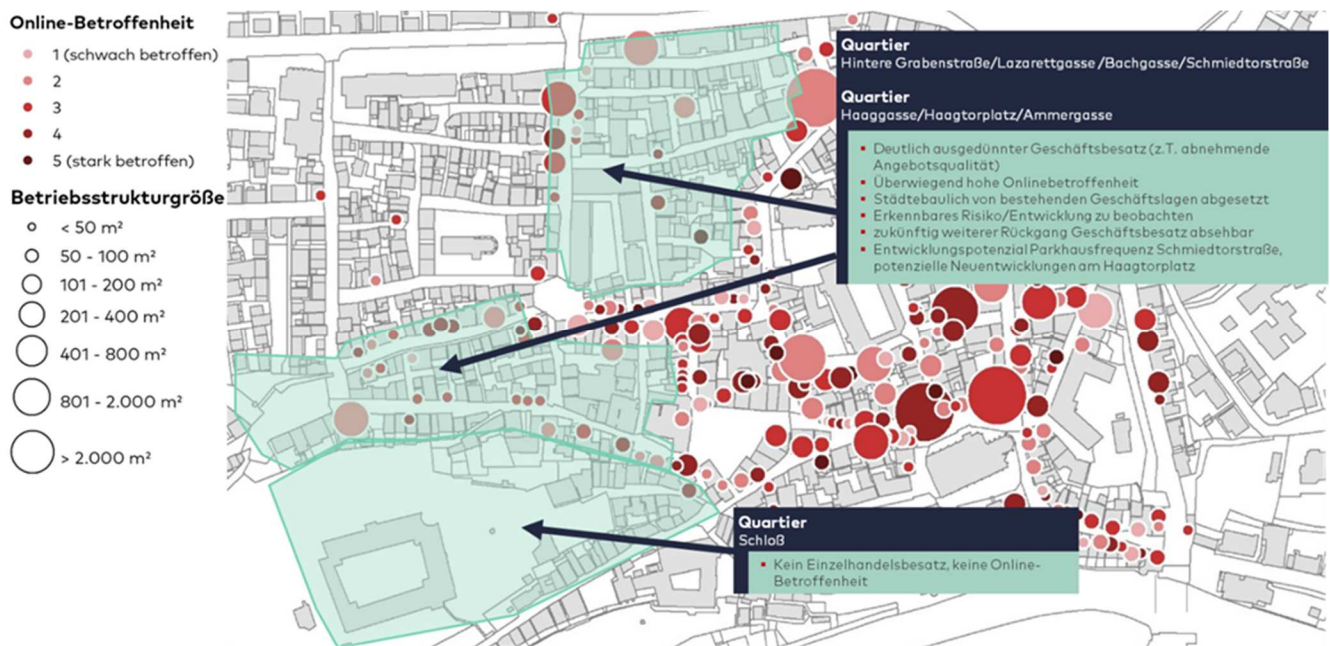 Online-Betroffenheit
1 (schwach betroffen)
2
3
4
5 (stark betroffen)
Betriebsstrukturgröße
< 50 m²
50 - 100 m²
101 - 200 m²
201 - 400 m²
401 - 800 m²
801 - 2.000 m²
> 2.000 m²
Quartier
Hintere Grabenstraße/Lazarettgasse /Bachgasse/Schmiedtorstraße
Quartier
Haaggasse/Haagtorplatz/Ammergasse
Deutlich ausgedünnter Geschäftsbesatz (z.T. abnehmende
Angebotsqualität)
Überwiegend hohe Onlinebetroffenheit
Städtebaulich von bestehenden Geschäftslagen abgesetzt
Erkennbares Risiko/Entwicklung zu beobachten
zukünftig weiterer Rückgang Geschäftsbesatz absehbar
Entwicklungspotenzial Parkhausfrequenz Schmiedtorstraße,
potenzielle Neuentwicklungen am Haagtorplatz
Quartier
Schloß
Kein Einzelhandelsbesatz, keine Online-
Betroffenheit